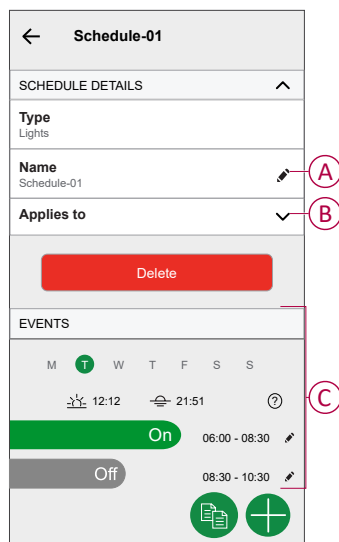 Schedule-01
SCHEDULE DETAILS
Type
Lights
Name
Schedule-01
A
Applies to
B
Delete
EVENTS
M T W T F S S
12:12 21:51 ?
C
On 06:00 - 08:30
Off 08:30 - 10:30